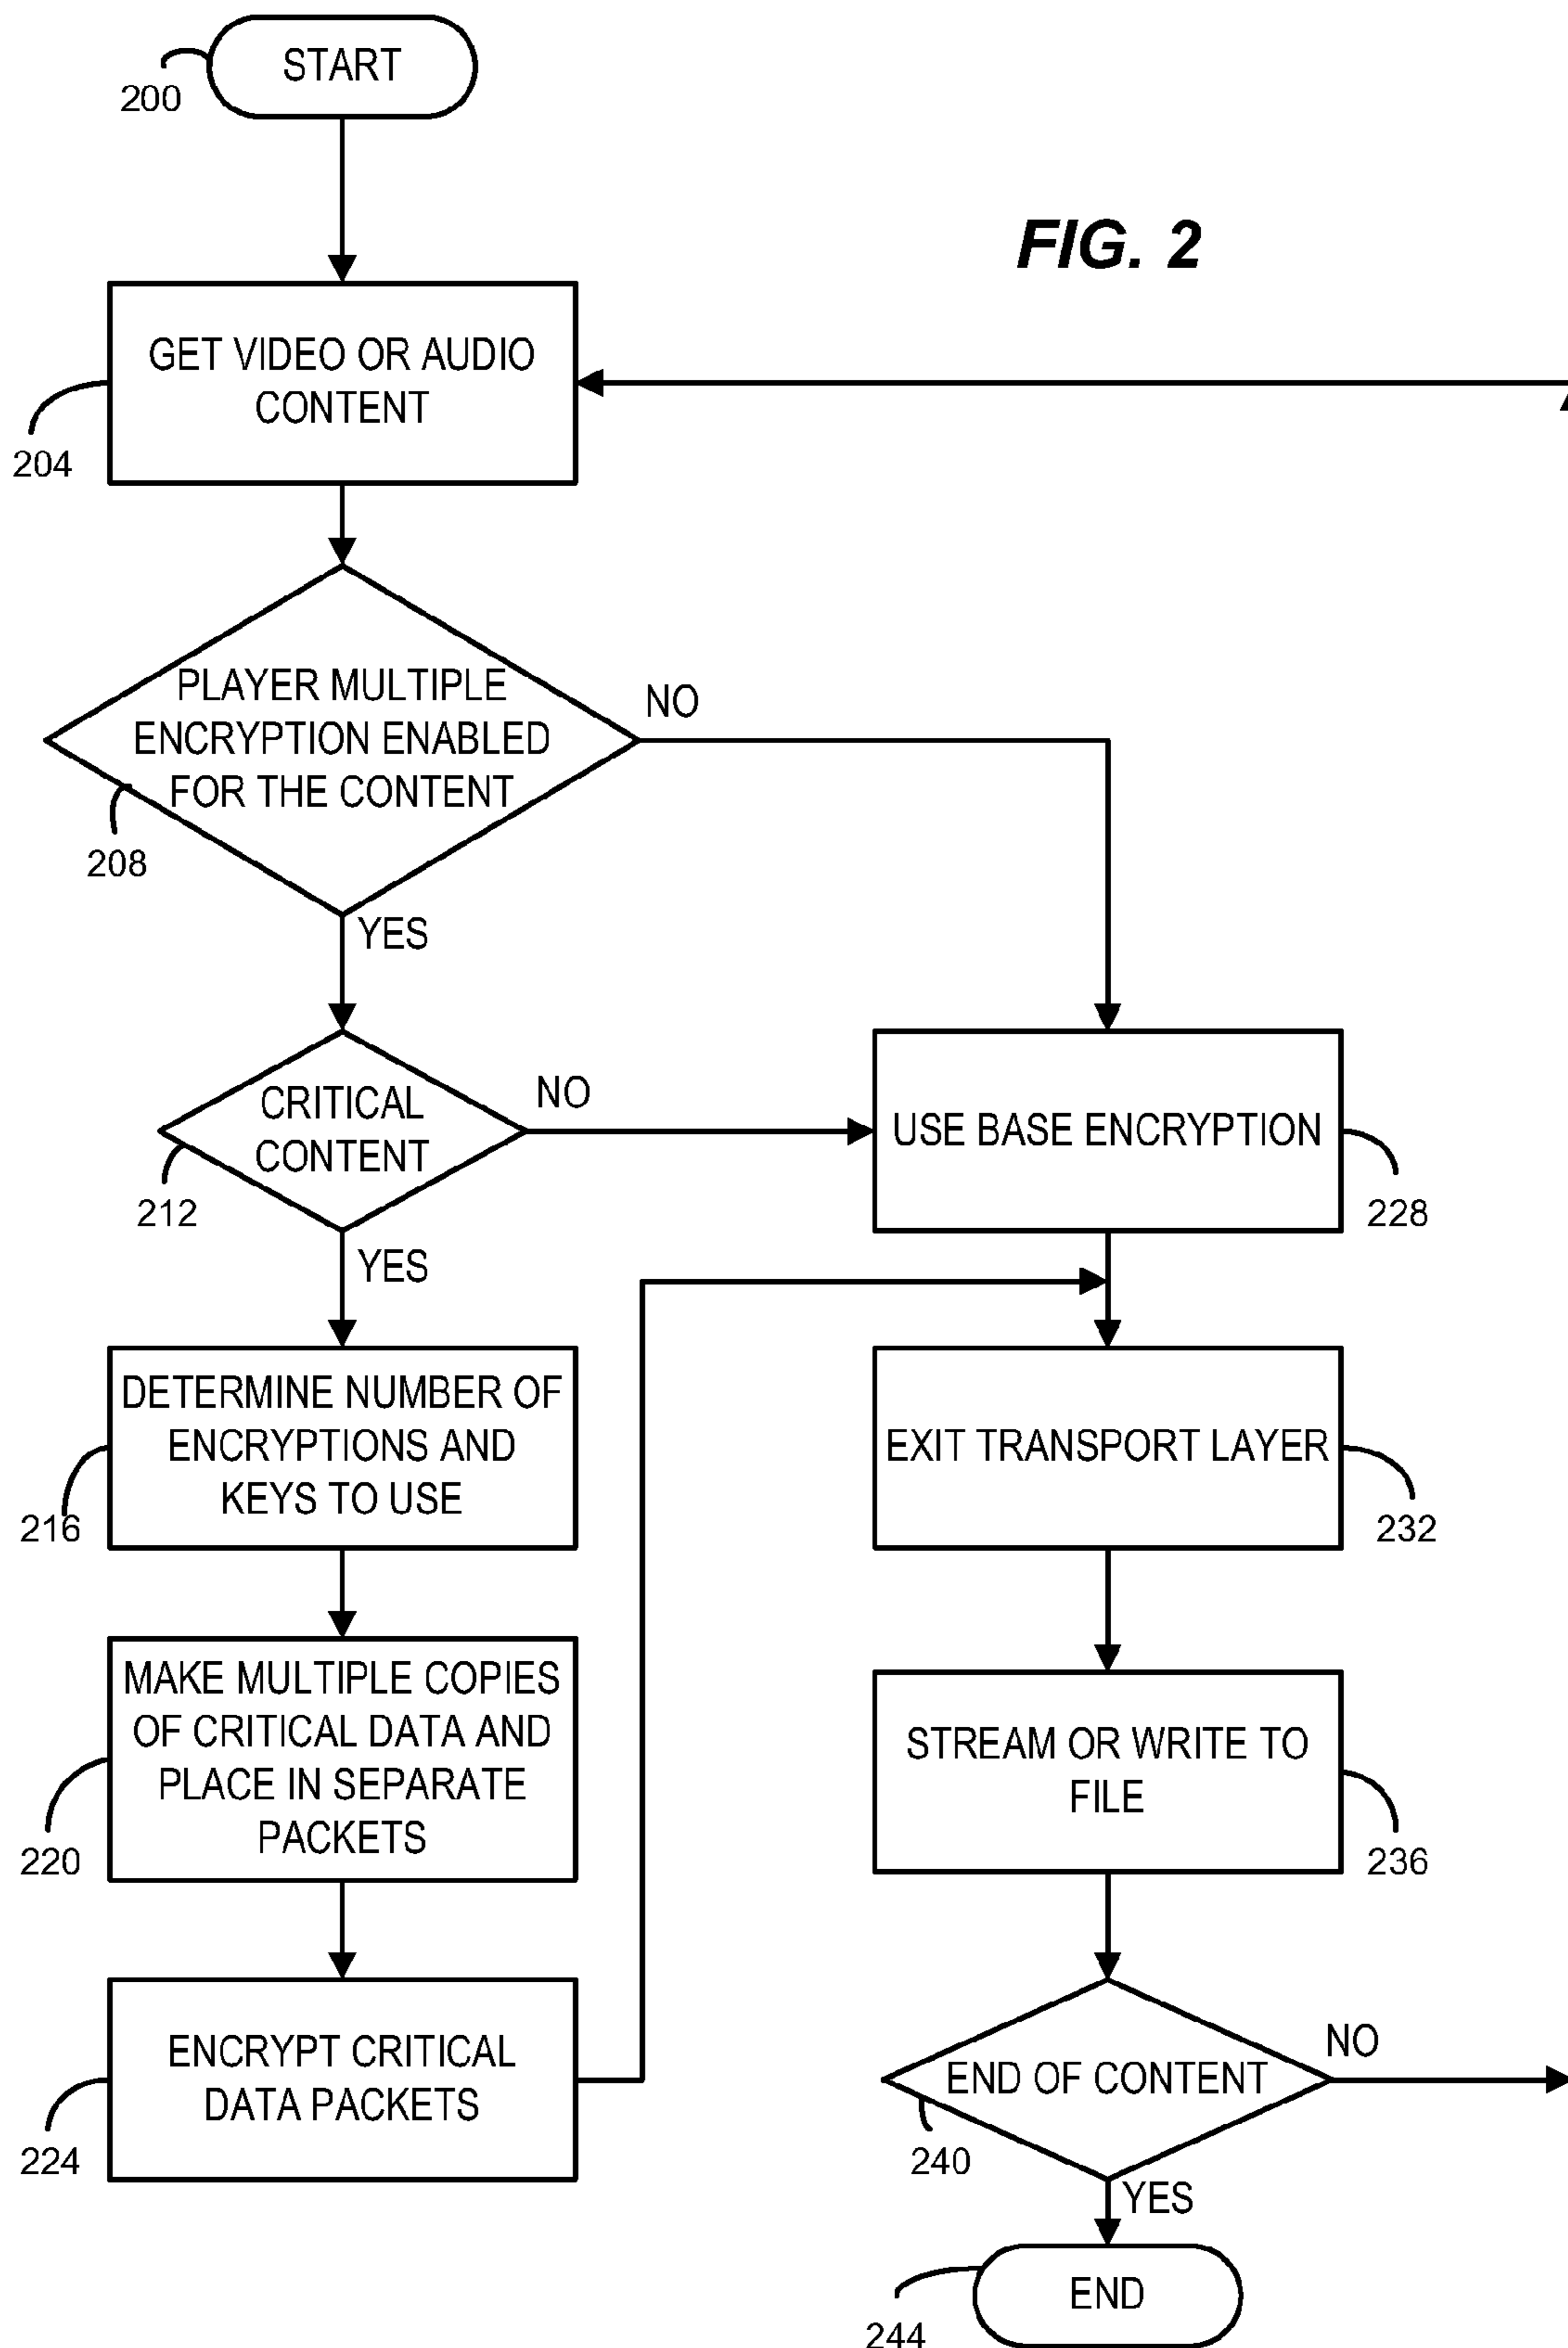 START
200
FIG. 2
GET VIDEO OR AUDIO
CONTENT
204
PLAYER MULTIPLE
ENCRYPTION ENABLED
FOR THE CONTENT
NO
208
YES
CRITICAL
CONTENT
NO
212
YES
USE BASE ENCRYPTION
228
DETERMINE NUMBER OF
ENCRYPTIONS AND
KEYS TO USE
216
EXIT TRANSPORT LAYER
232
MAKE MULTIPLE COPIES
OF CRITICAL DATA AND
PLACE IN SEPARATE
PACKETS
220
STREAM OR WRITE TO
FILE
236
ENCRYPT CRITICAL
DATA PACKETS
224
END OF CONTENT
NO
240
YES
END
244